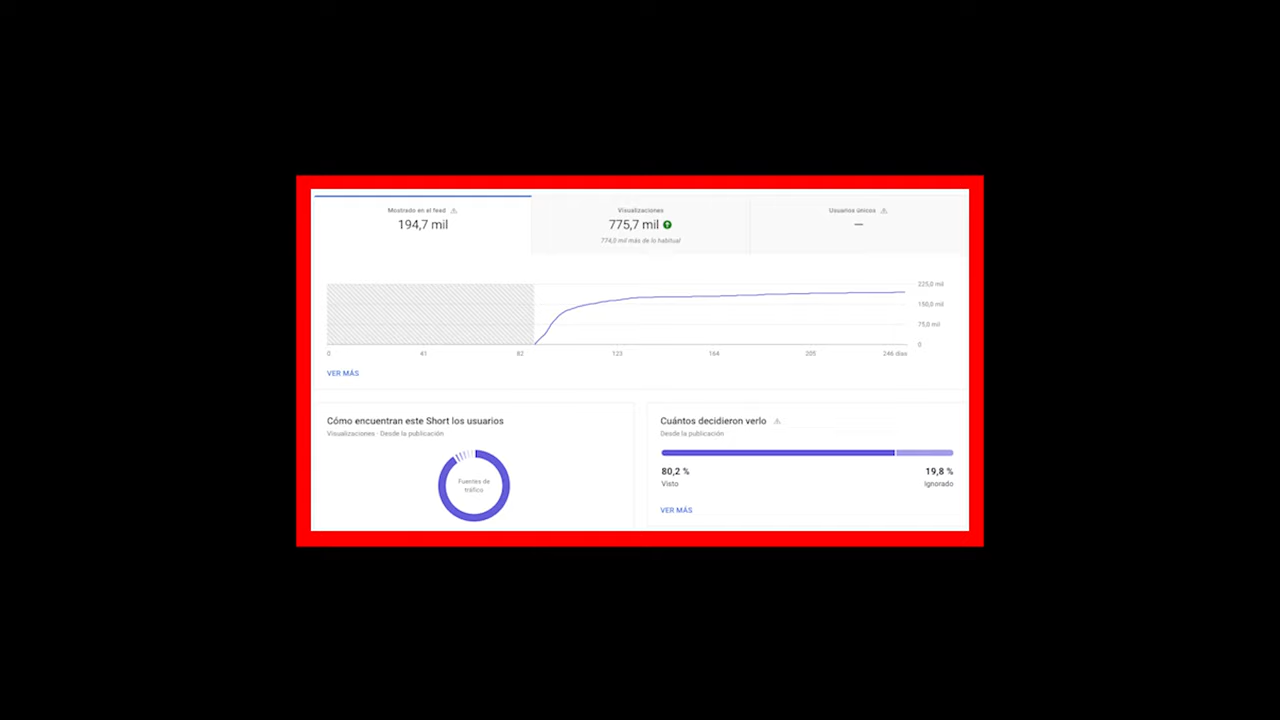 Mostrado en el feed
194,7 mil
Visualizaciones
775,7 mil
774,0 mil más de lo habitual
Usuarios únicos
—
225,0 mil
150,0 mil
75,0 mil
0
0 41 82 123 164 205 246 días
VER MÁS
Cómo encuentran este Short los usuarios
Visualizaciones · Desde la publicación
Fuentes de
tráfico
Cuántos decidieron verlo
Desde la publicación
80,2 % 19,8 %
Visto Ignorado
VER MÁS